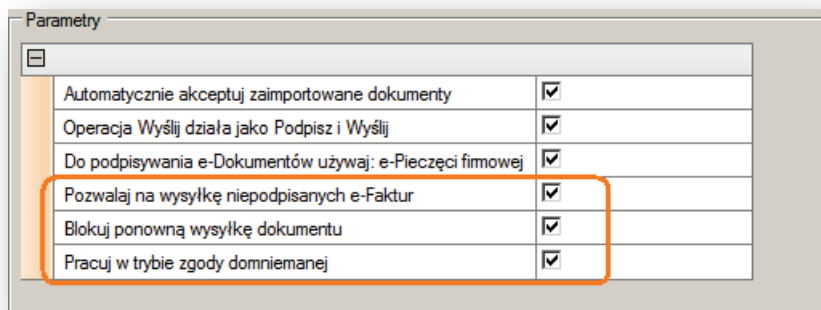 Parametry
Automatycznie akceptuj zaimportowane dokumenty
Operacja Wyślij działa jako Podpisz i Wyślij
Do podpisywania e-Dokumentów używaj: e-Pieczęci firmowej
Pozwalaj na wysyłkę niepodpisanych e-Faktur
Blokuj ponowną wysyłkę dokumentu
Pracuj w trybie zgody domniemanej